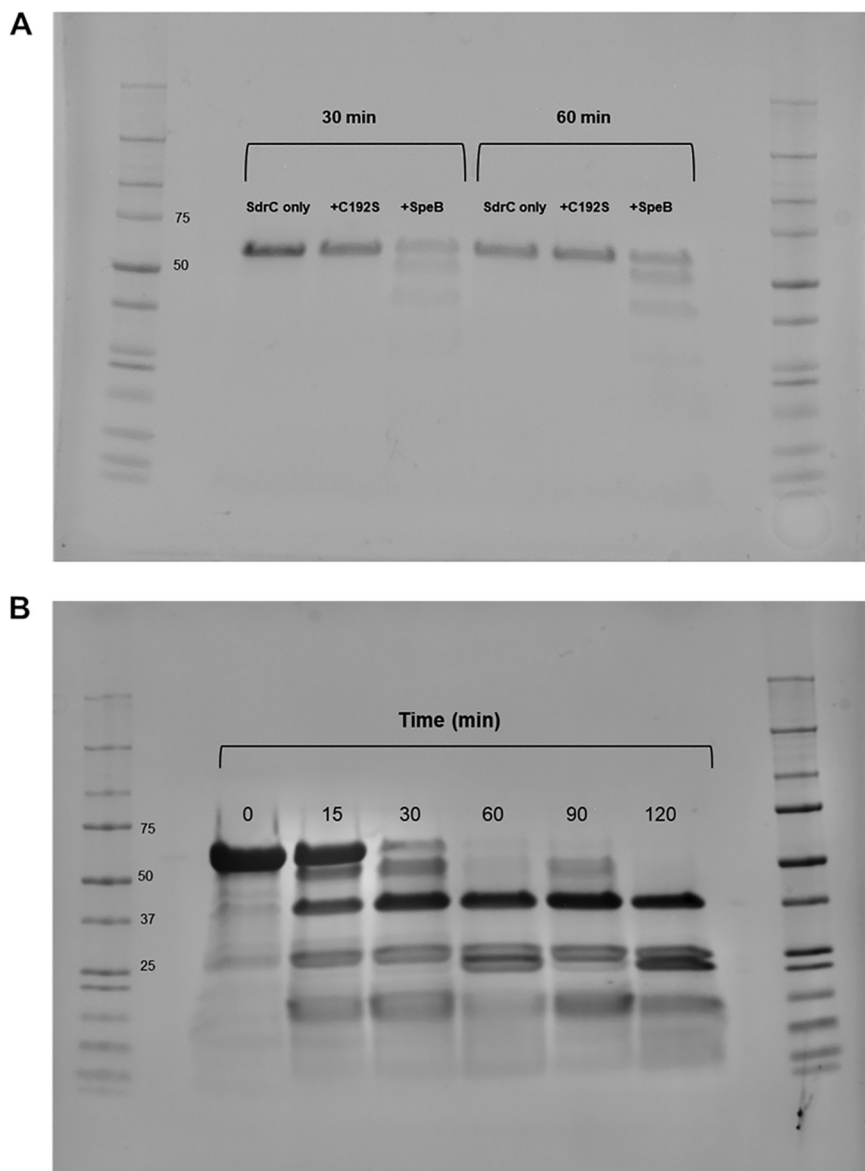 A
30 min
60 min
SdrC only
+C192S
+SpeB
SdrC only
+C192S
+SpeB
75
50
B
Time (min)
0
15
30
60
90
120
75
50
37
25